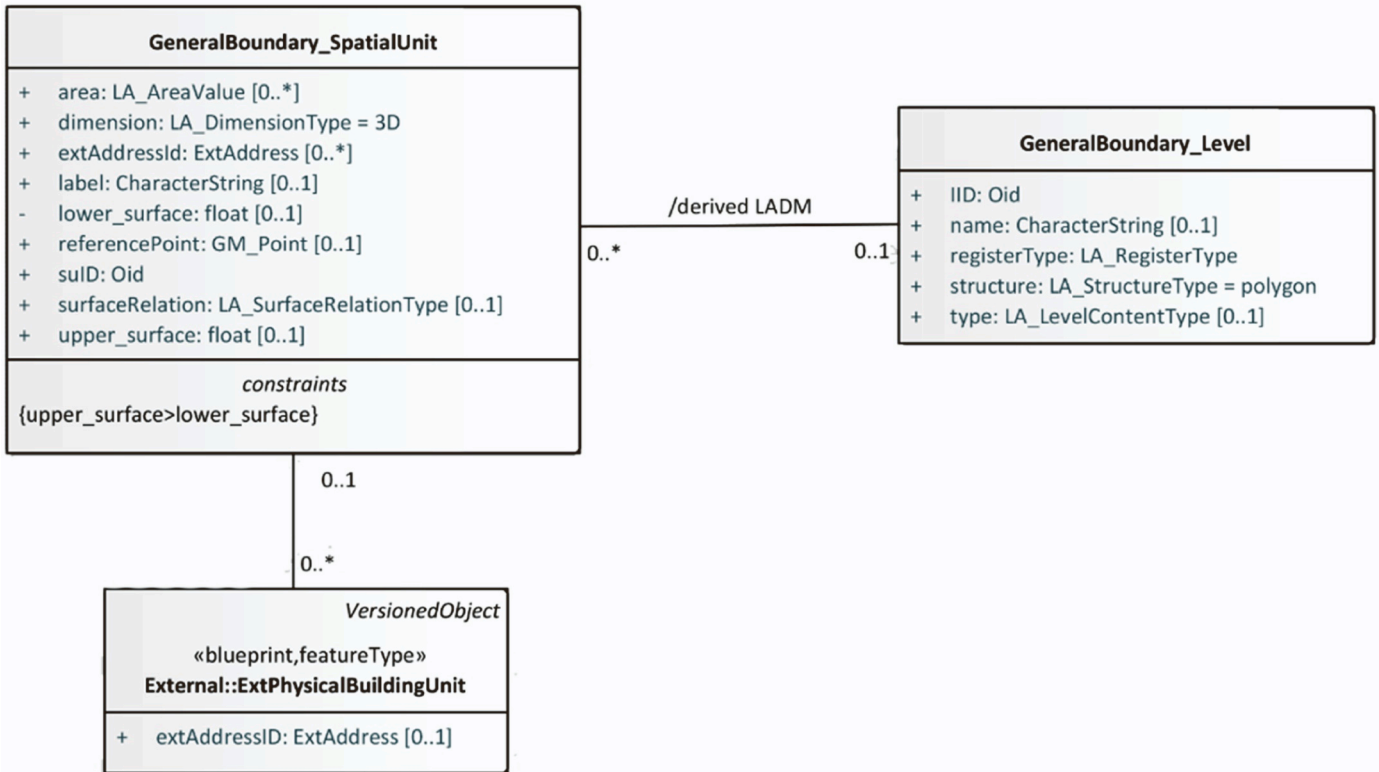 GeneralBoundary_SpatialUnit
+ area: LA_AreaValue [0..*]
+ dimension: LA_DimensionType = 3D
+ extAddressId: ExtAddress [0..*]
+ label: CharacterString [0..1]
- lower_surface: float [0..1]
+ referencePoint: GM_Point [0..1]
+ suID: Oid
+ surfaceRelation: LA_SurfaceRelationType [0..1]
+ upper_surface: float [0..1]
constraints
{upper_surface>lower_surface}
/derived LADM
0..*
0..1
GeneralBoundary_Level
+ lID: Oid
+ name: CharacterString [0..1]
+ registerType: LA_RegisterType
+ structure: LA_StructureType = polygon
+ type: LA_LevelContentType [0..1]
0..1
0..*
VersionedObject
«blueprint,featureType»
External::ExtPhysicalBuildingUnit
+ extAddressID: ExtAddress [0..1]